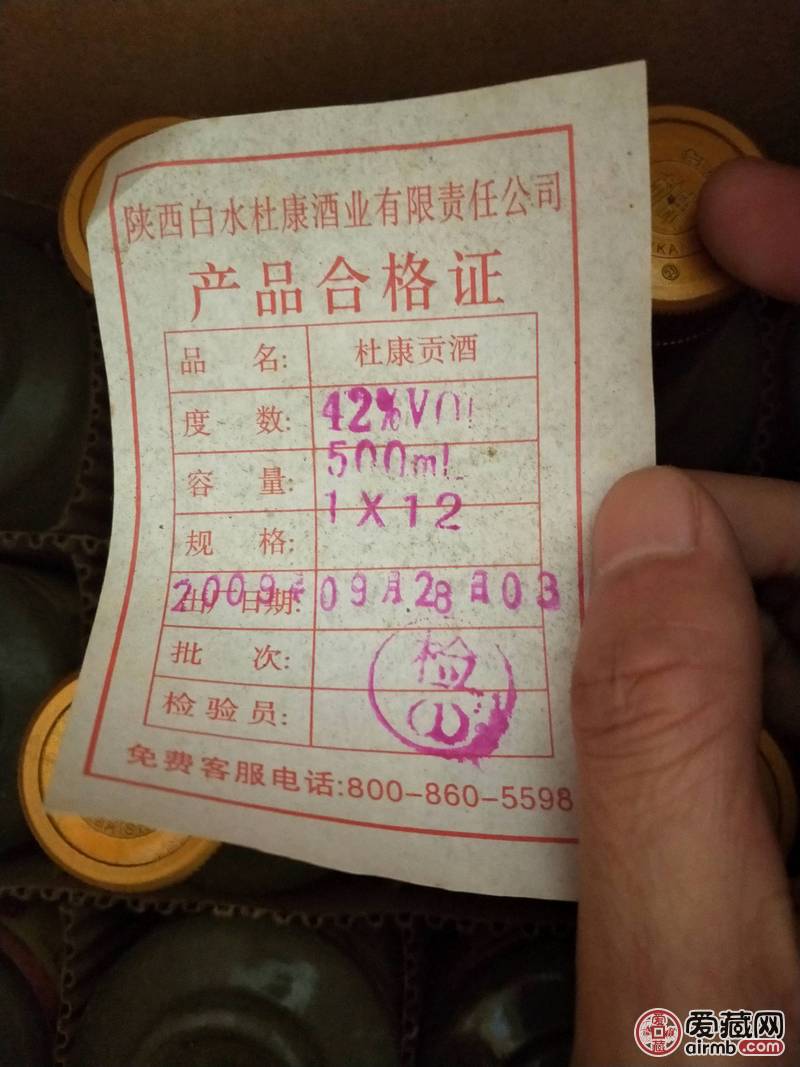 陕西白水杜康酒业有限责任公司
产品合格证
品 名: 杜康贡酒
度 数: 42%VOl
容 量: 500mL
规 格: 1X12
出厂日期: 2009年09月28日03
批 次:
检验员: 检(1)
免费客服电话:800-860-5598
KA
爱藏网
airmb.com